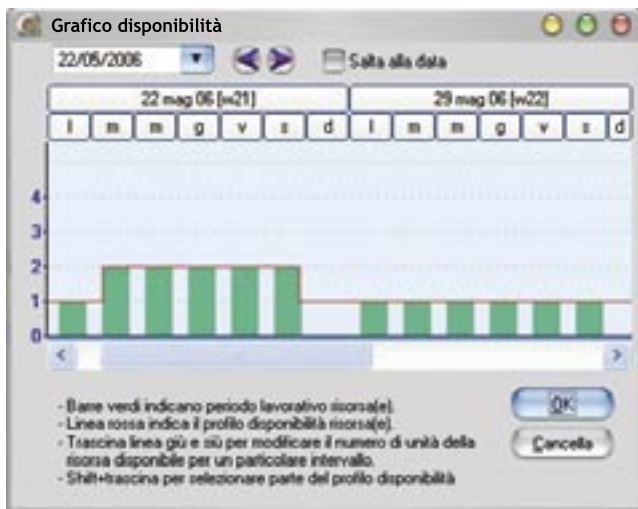 Grafico disponibilità
22/05/2006 Salta alla data
22 mag 06 [w21] 29 mag 06 [w22]
l m m g v s d l m m g v s d
4
3
2
1
0
- Barre verdi indicano periodo lavorativo risorsa(e).
- Linea rossa indica il profilo disponibilità risorsa(e).
- Trascina linea giù e siù per modificare il numero di unità della
risorsa disponibile per un particolare intervallo.
- Shift+trascina per selezionare parte del profilo disponibilità
OK
Cancella